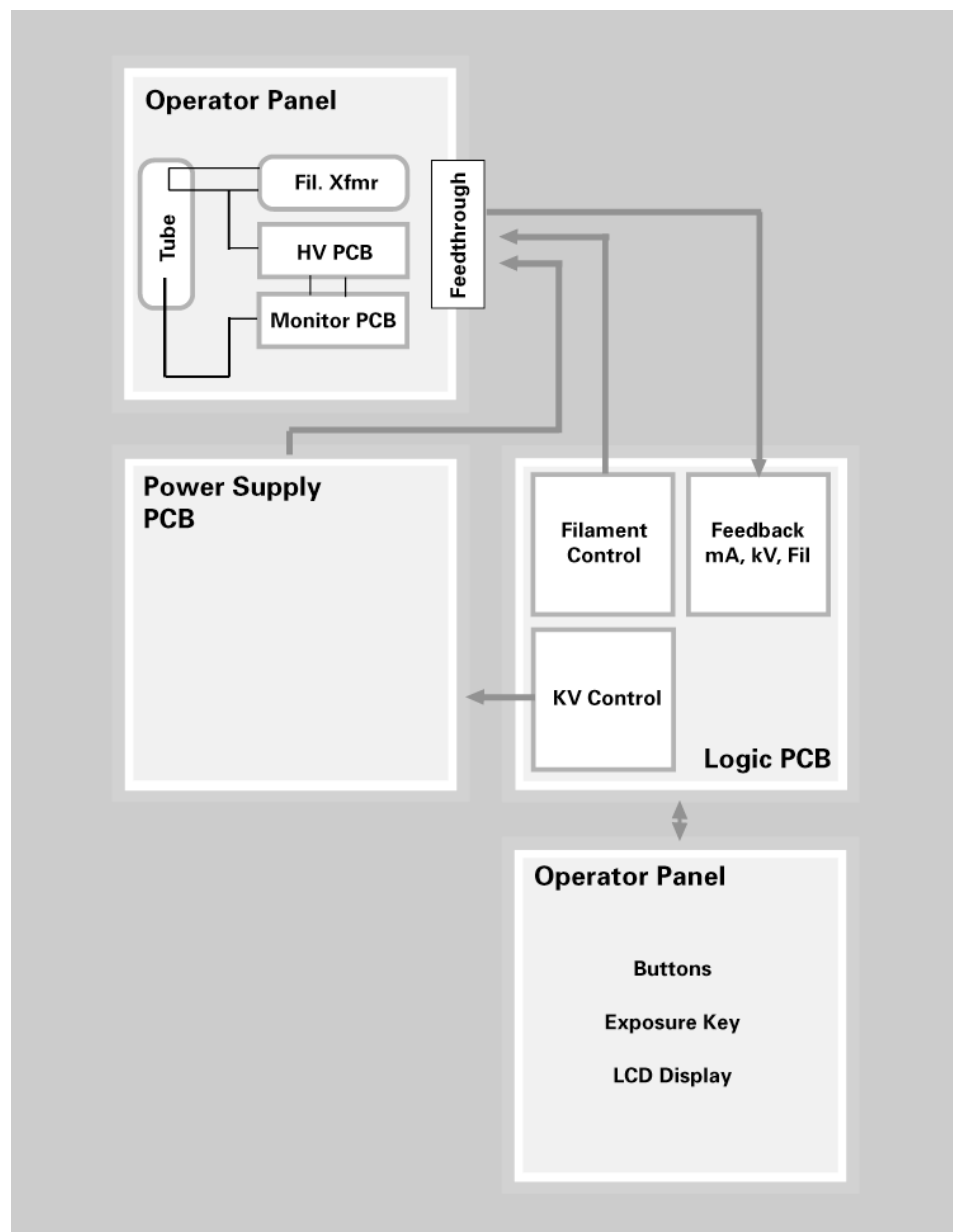 Operator Panel
Fil. Xfmr
Tube
HV PCB
Monitor PCB
Feedthrough
Power Supply
PCB
Filament
Control
Feedback
mA, kV, Fil
KV Control
Logic PCB
Operator Panel
Buttons
Exposure Key
LCD Display